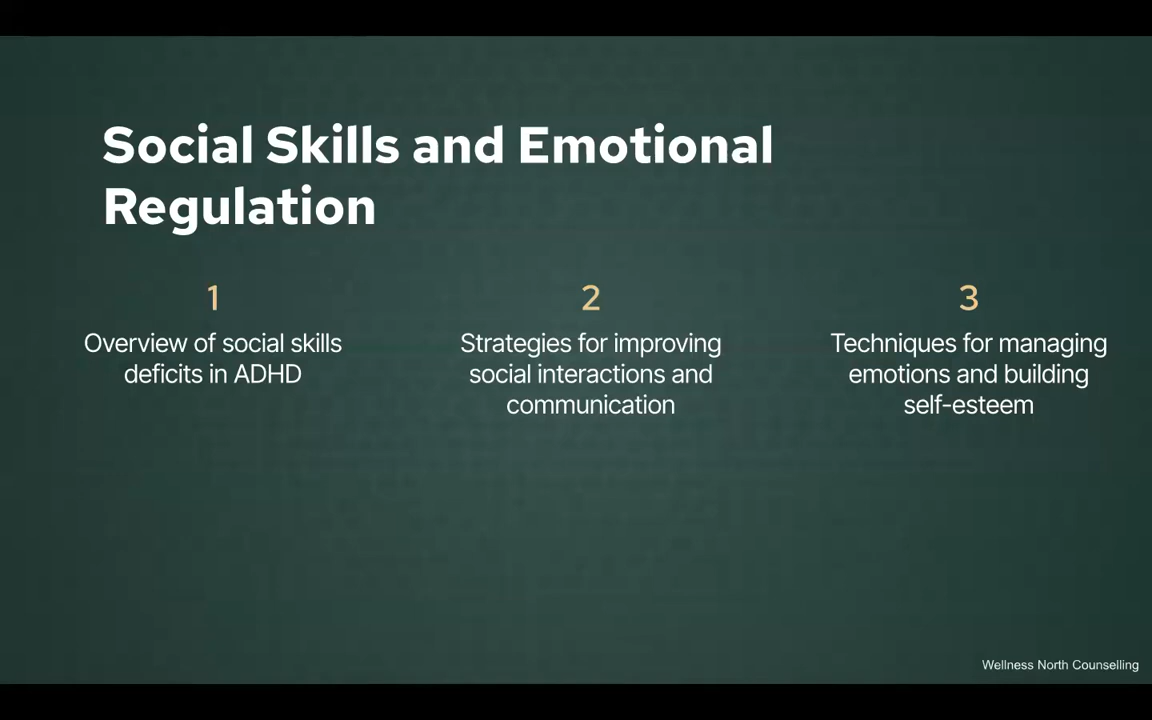 Social Skills and Emotional
Regulation
1
Overview of social skills
deficits in ADHD
2
Strategies for improving
social interactions and
communication
3
Techniques for managing
emotions and building
self-esteem
Wellness North Counselling